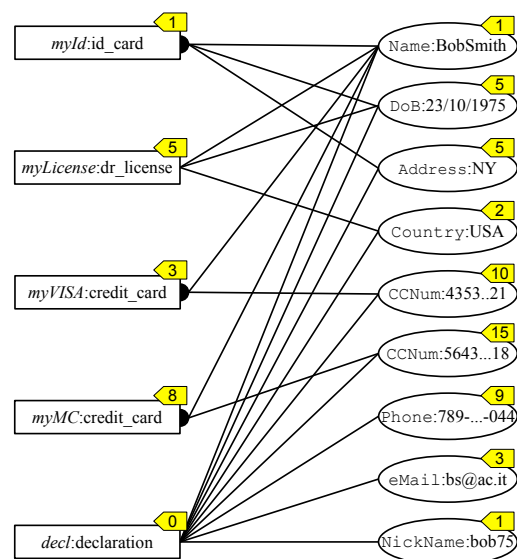 1
myId:id_card
5
myLicense:dr_license
3
myVISA:credit_card
8
myMC:credit_card
0
decl:declaration
1
Name:BobSmith
5
DoB:23/10/1975
5
Address:NY
2
Country:USA
10
CCNum:4353..21
15
CCNum:5643...18
9
Phone:789-...-044
3
eMail:bs@ac.it
1
NickName:bob75